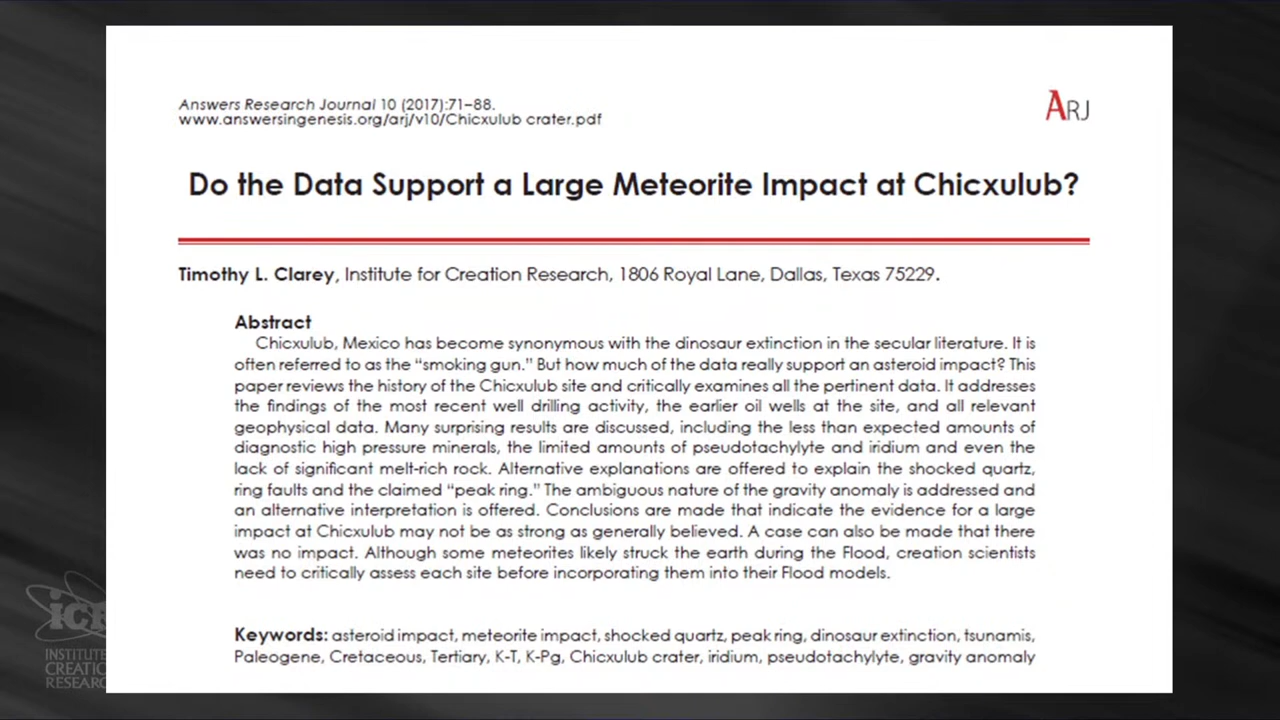 Answers Research Journal 10 (2017):71–88.
www.answersingenesis.org/arj/v10/Chicxulub crater.pdf
ARJ
Do the Data Support a Large Meteorite Impact at Chicxulub?
Timothy L. Clarey, Institute for Creation Research, 1806 Royal Lane, Dallas, Texas 75229.
Abstract
Chicxulub, Mexico has become synonymous with the dinosaur extinction in the secular literature. It is
often referred to as the “smoking gun.” But how much of the data really support an asteroid impact? This
paper reviews the history of the Chicxulub site and critically examines all the pertinent data. It addresses
the findings of the most recent well drilling activity, the earlier oil wells at the site, and all relevant
geophysical data. Many surprising results are discussed, including the less than expected amounts of
diagnostic high pressure minerals, the limited amounts of pseudotachylyte and iridium and even the
lack of significant melt-rich rock. Alternative explanations are offered to explain the shocked quartz,
ring faults and the claimed “peak ring.” The ambiguous nature of the gravity anomaly is addressed and
an alternative interpretation is offered. Conclusions are made that indicate the evidence for a large
impact at Chicxulub may not be as strong as generally believed. A case can also be made that there
was no impact. Although some meteorites likely struck the earth during the Flood, creation scientists
need to critically assess each site before incorporating them into their Flood models.
Keywords: asteroid impact, meteorite impact, shocked quartz, peak ring, dinosaur extinction, tsunamis,
Paleogene, Cretaceous, Tertiary, K-T, K-Pg, Chicxulub crater, iridium, pseudotachylyte, gravity anomaly
iCR
INSTITUTE
CREATION
RESEARCH